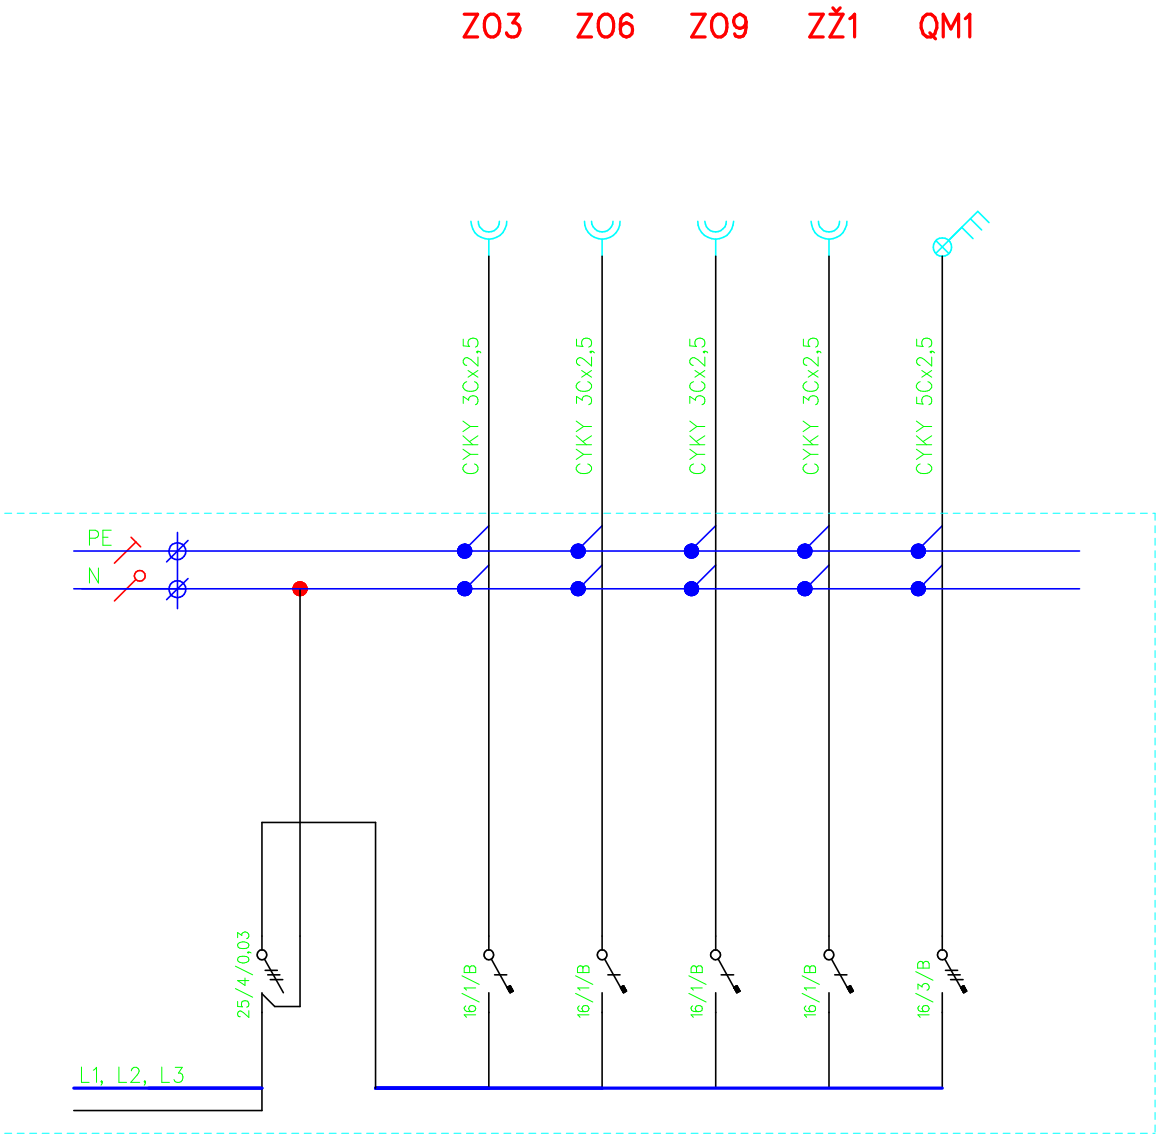 ZO3 ZO6 ZO9 ZŽ1 QM1
CYKY 3Cx2,5
CYKY 3Cx2,5
CYKY 3Cx2,5
CYKY 3Cx2,5
CYKY 5Cx2,5
PE
N
25/4/0,03
16/1/B
16/1/B
16/1/B
16/1/B
16/3/B
L1, L2, L3